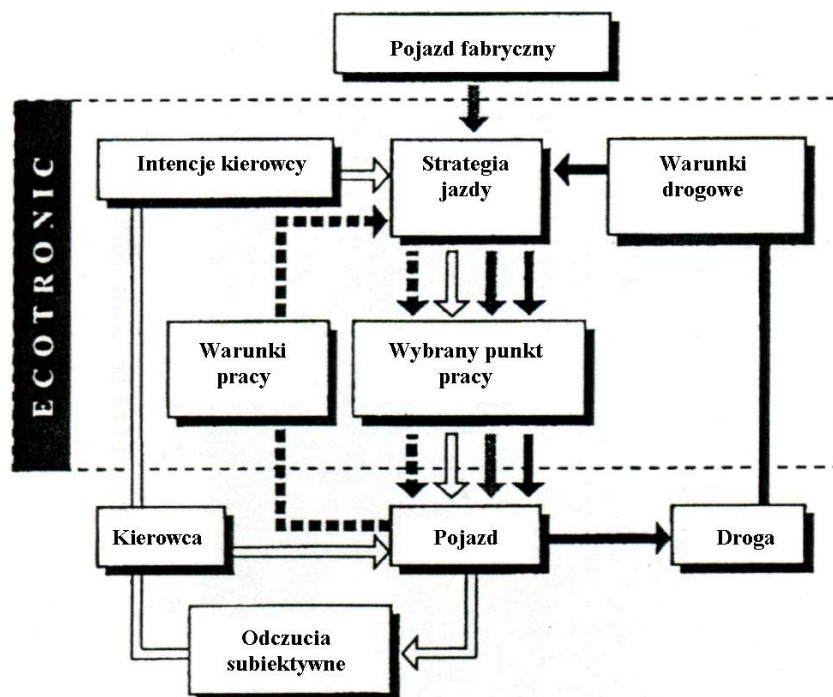 Pojazd fabryczny
ECOTRONIC
Intencje kierowcy
Strategia
jazdy
Warunki
drogowe
Warunki
pracy
Wybrany punkt
pracy
Kierowca
Pojazd
Droga
Odczucia
subiektywne